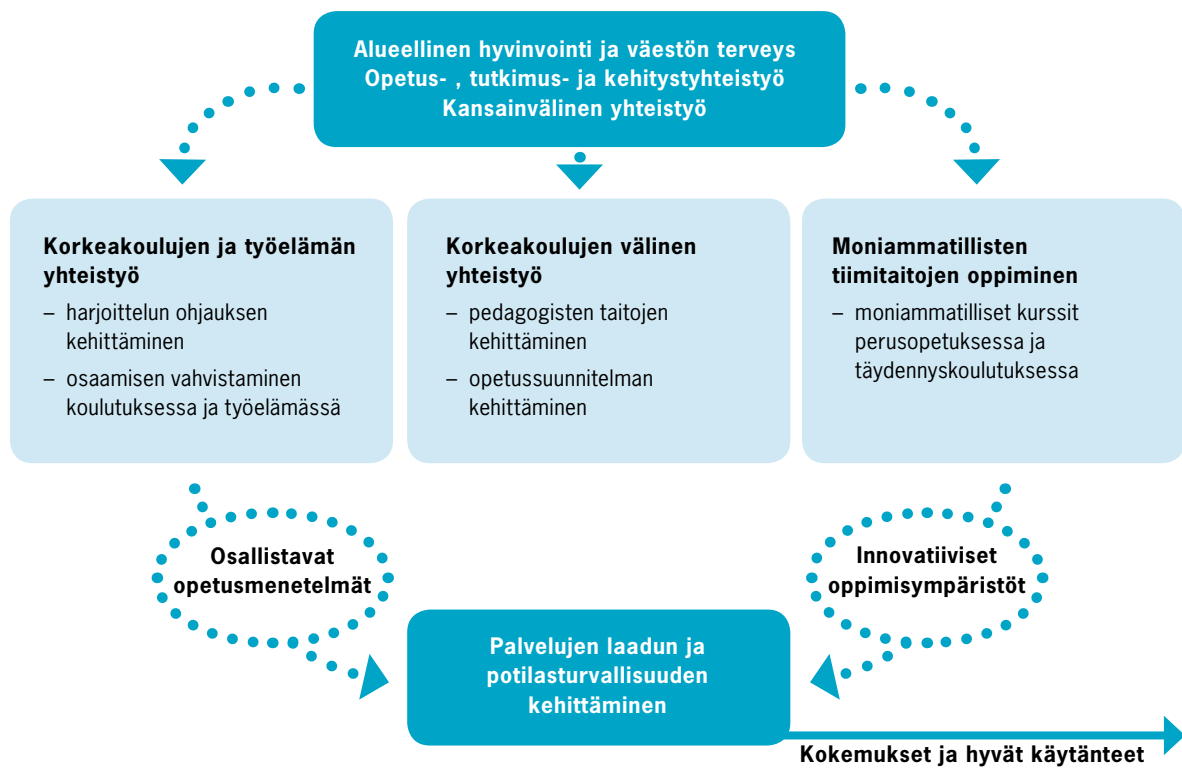 Alueellinen hyvinvointi ja väestön terveys
Opetus- , tutkimus- ja kehitystyhteistyö
Kansainvälinen yhteistyö
Korkeakoulujen ja työelämän
yhteistyö
– harjoittelun ohjauksen
kehittäminen
– osaamisen vahvistaminen
koulutuksessa ja työelämässä
Korkeakoulujen välinen
yhteistyö
– pedagogisten taitojen
kehittäminen
– opetussuunnitelman
kehittäminen
Moniammatillisten
tiimitaitojen oppiminen
– moniammatilliset kurssit
perusopetuksessa ja
täydennyskoulutuksessa
Osallistavat
opetusmenetelmät
Innovatiiviset
oppimisympäristöt
Palvelujen laadun ja
potilasturvallisuuden
kehittäminen
Kokemukset ja hyvät käytänteet